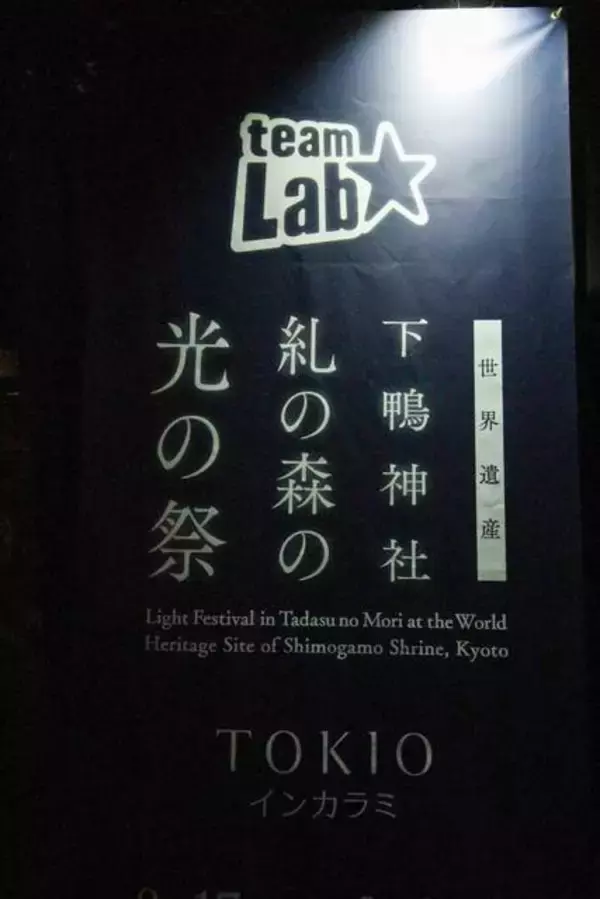 team
Lab
世界遺産
下鴨神社
糺の森の
光の祭
Light Festival in Tadasu no Mori at the World
Heritage Site of Shimogamo Shrine, Kyoto
TOKIO
インカラミ